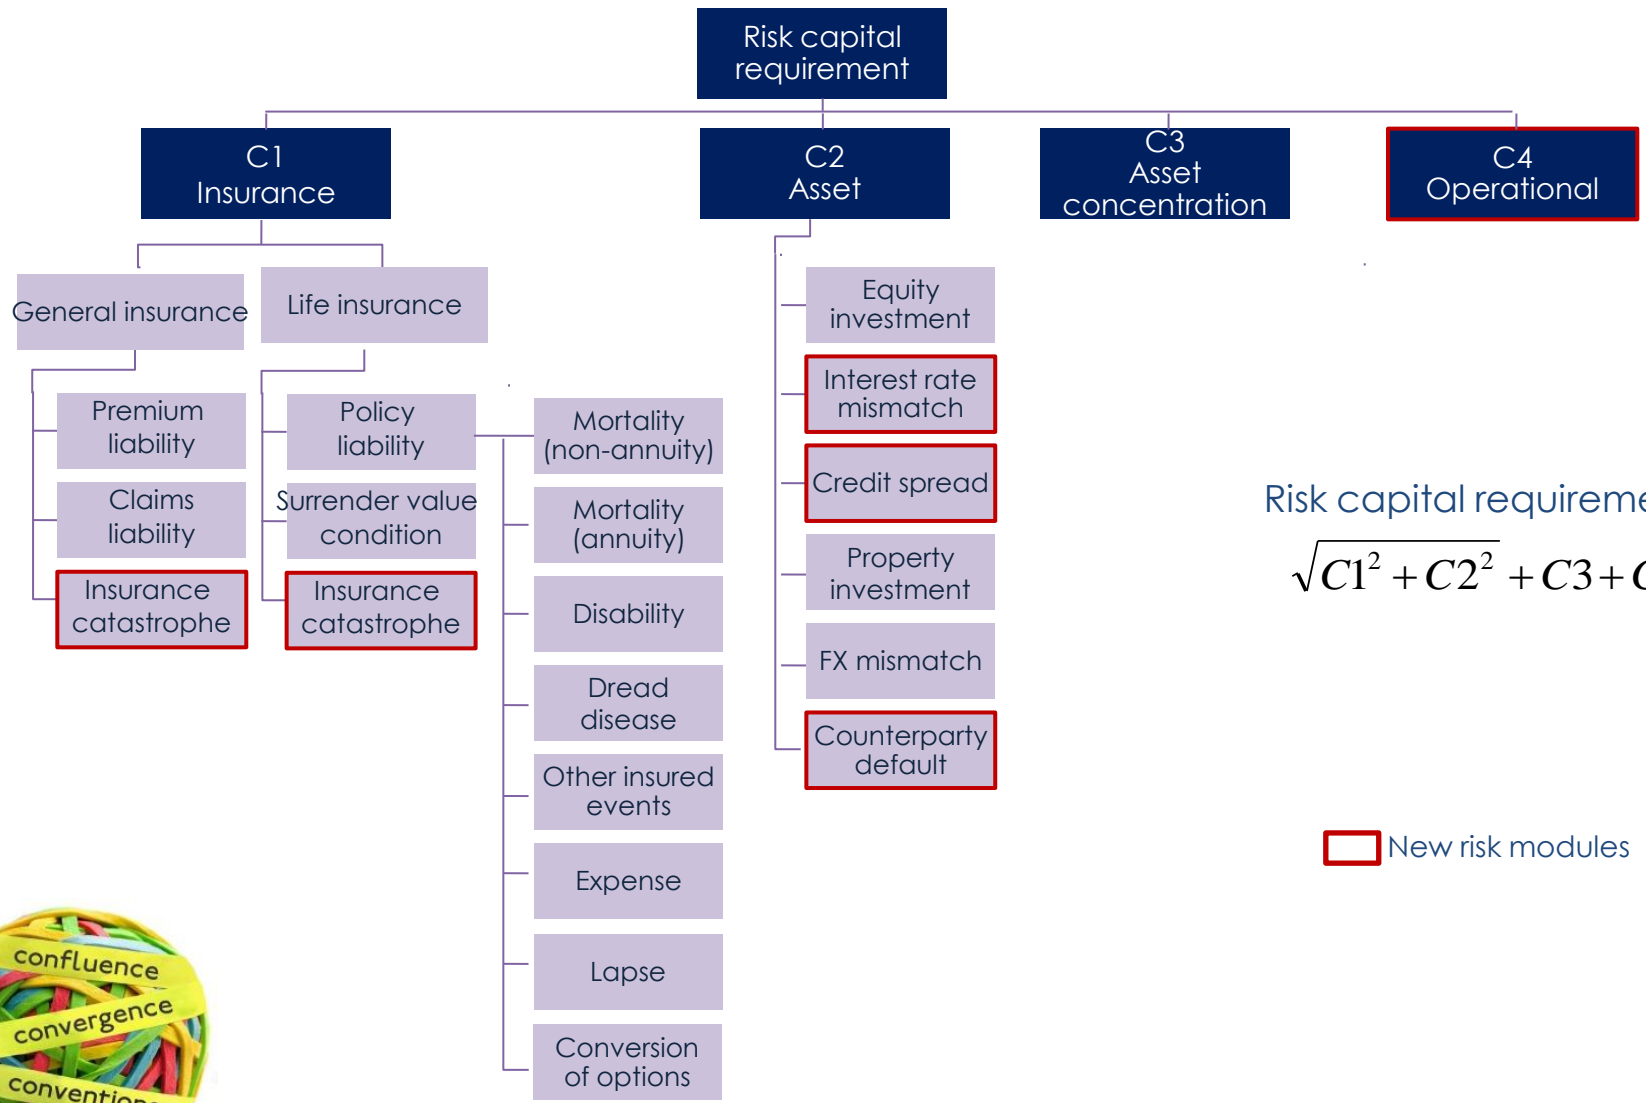 Risk capital
requirement
C1
Insurance
C2
Asset
C3
Asset
concentration
C4
Operational
General insurance
Life insurance
Premium
liability
Claims
liability
Insurance
catastrophe
Policy
liability
Surrender value
condition
Insurance
catastrophe
Mortality
(non-annuity)
Mortality
(annuity)
Disability
Dread
disease
Other insured
events
Expense
Lapse
Conversion
of options
Equity
investment
Interest rate
mismatch
Credit spread
Property
investment
FX mismatch
Counterparty
default
Risk capital
√C1² + C2² + C3 +
New risk modules
confluence
convergence